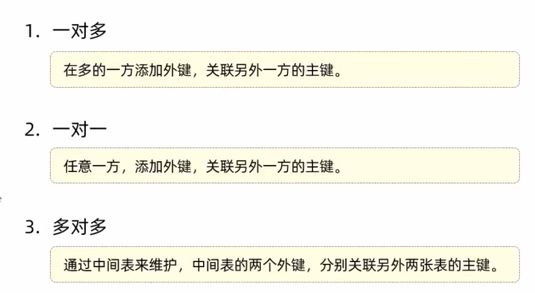 1. 一对多
在多的一方添加外键，关联另外一方的主键。
2. 一对一
任意一方，添加外键，关联另外一方的主键。
3. 多对多
通过中间表来维护，中间表的两个外键，分别关联另外两张表的主键。